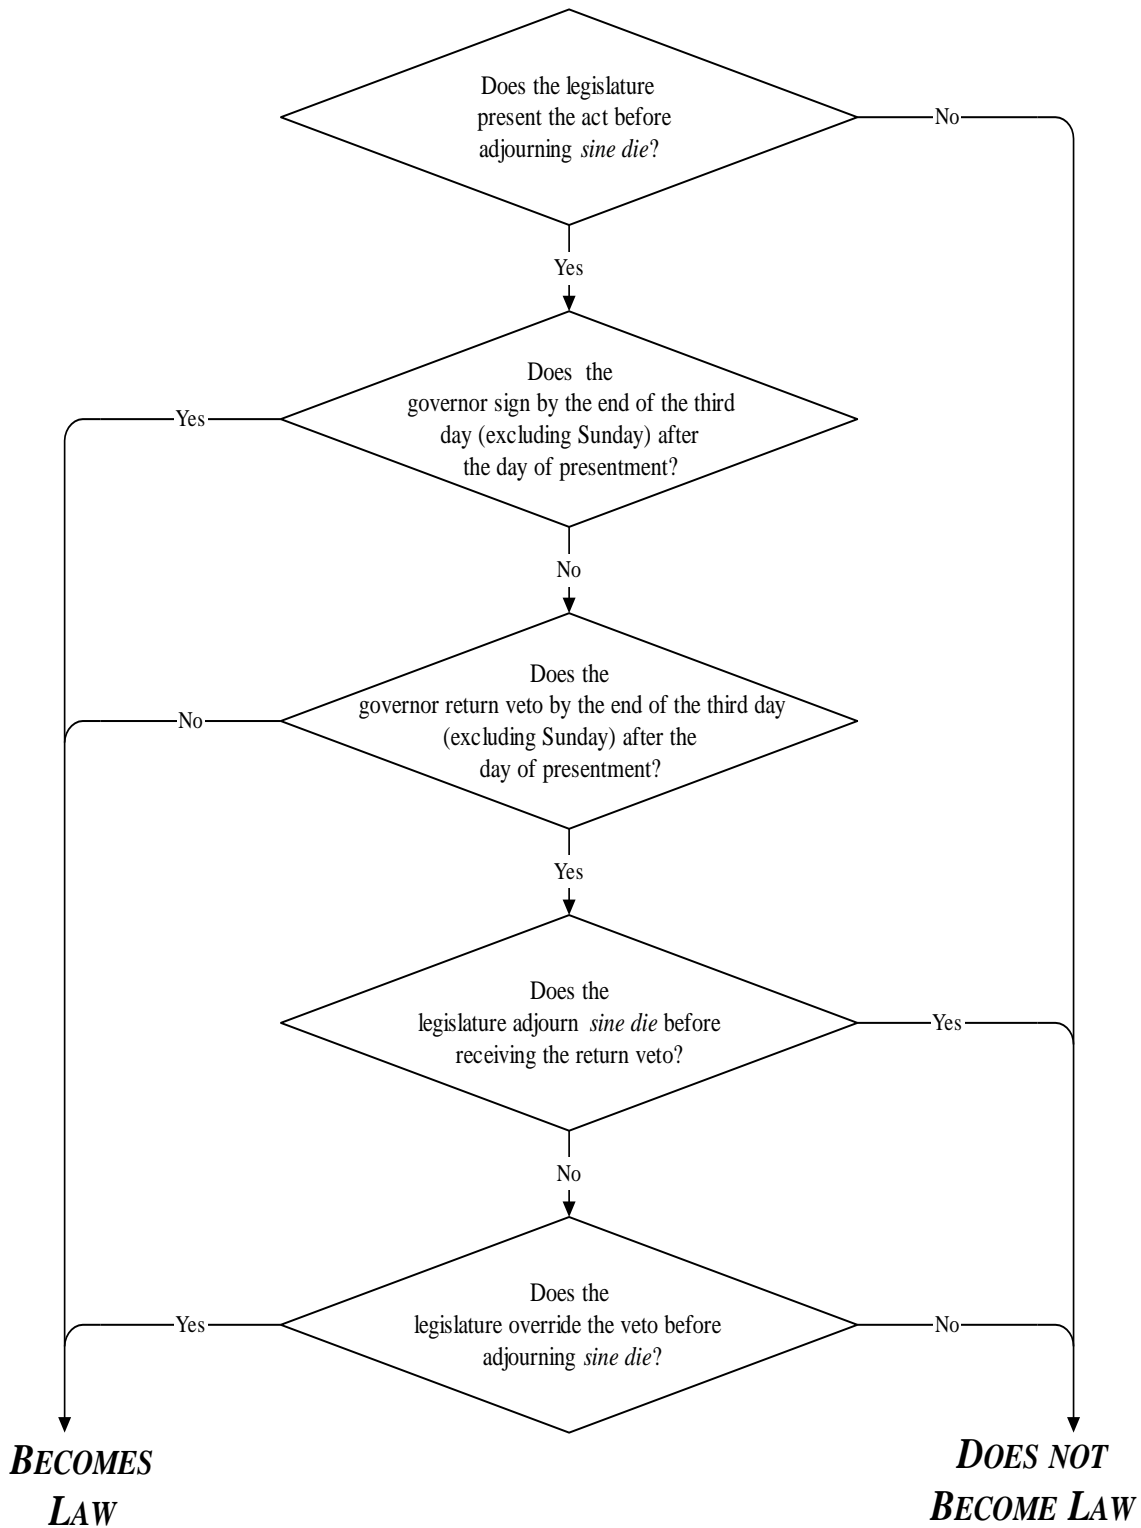 Does the legislature
present the act before
adjourning sine die?
No
Yes
Does the
governor sign by the end of the third
day (excluding Sunday) after
the day of presentment?
Yes
No
Does the
governor return veto by the end of the third day
(excluding Sunday) after the
day of presentment?
No
Yes
Does the
legislature adjourn sine die before
receiving the return veto?
Yes
No
Does the
legislature override the veto before
adjourning sine die?
Yes
No
BECOMES
LAW
DOES NOT
BECOME LAW